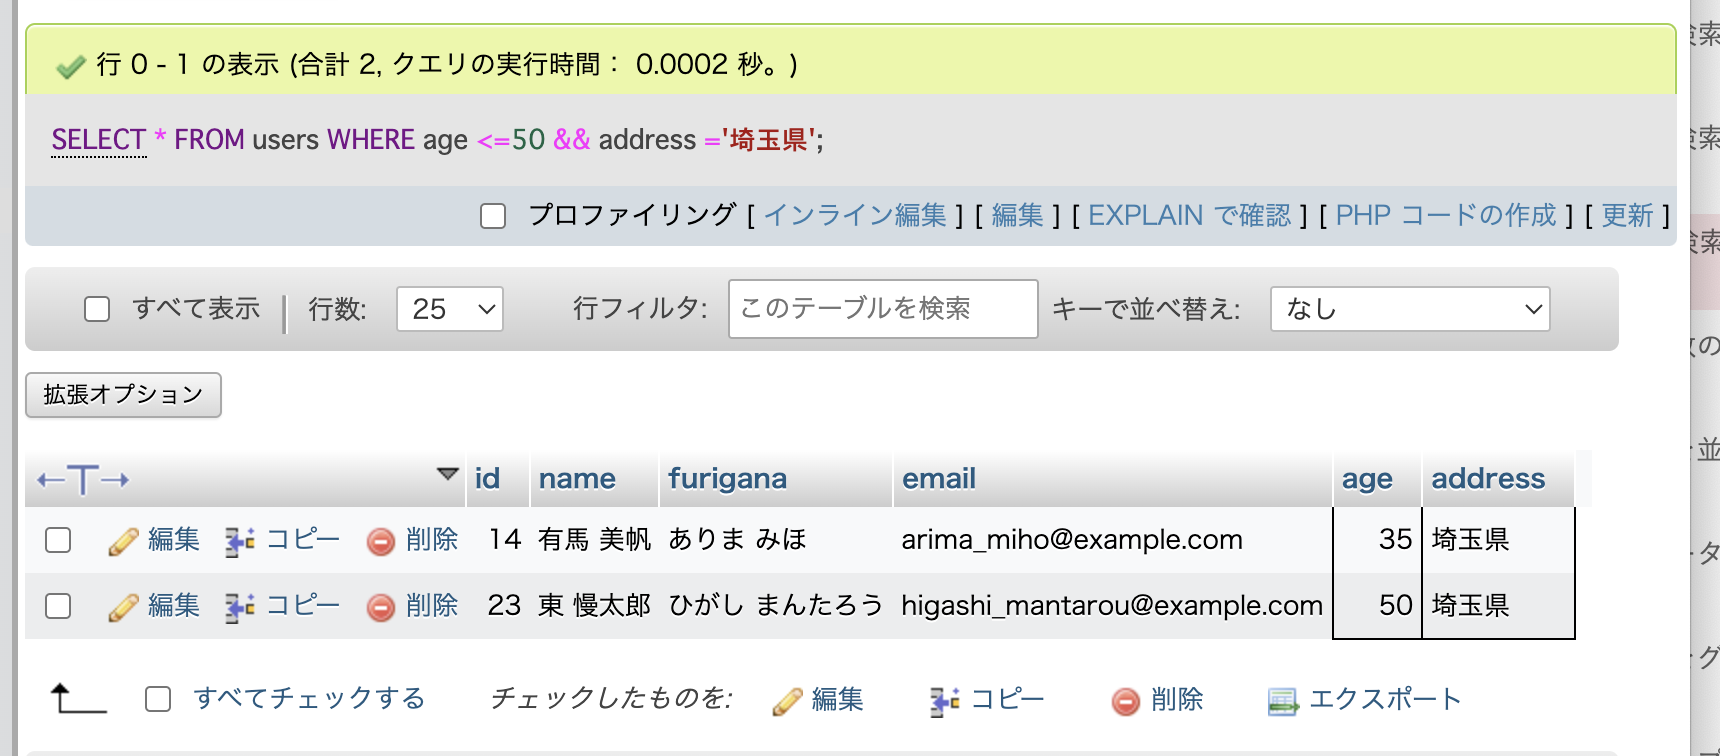 行 0 - 1 の表示 (合計 2, クエリの実行時間： 0.0002 秒。)
SELECT * FROM users WHERE age <=50 && address ='埼玉県';
プロファイリング [ インライン編集 ] [ 編集 ] [ EXPLAIN で確認 ] [ PHP コードの作成 ] [ 更新 ]
すべて表示 行数: 25 行フィルタ: このテーブルを検索 キーで並べ替え: なし
拡張オプション
←T→ id name furigana email age address
編集 コピー 削除 14 有馬 美帆 ありま みほ arima_miho@example.com 35 埼玉県
編集 コピー 削除 23 東 慢太郎 ひがし まんたろう higashi_mantarou@example.com 50 埼玉県
すべてチェックする チェックしたものを: 編集 コピー 削除 エクスポート